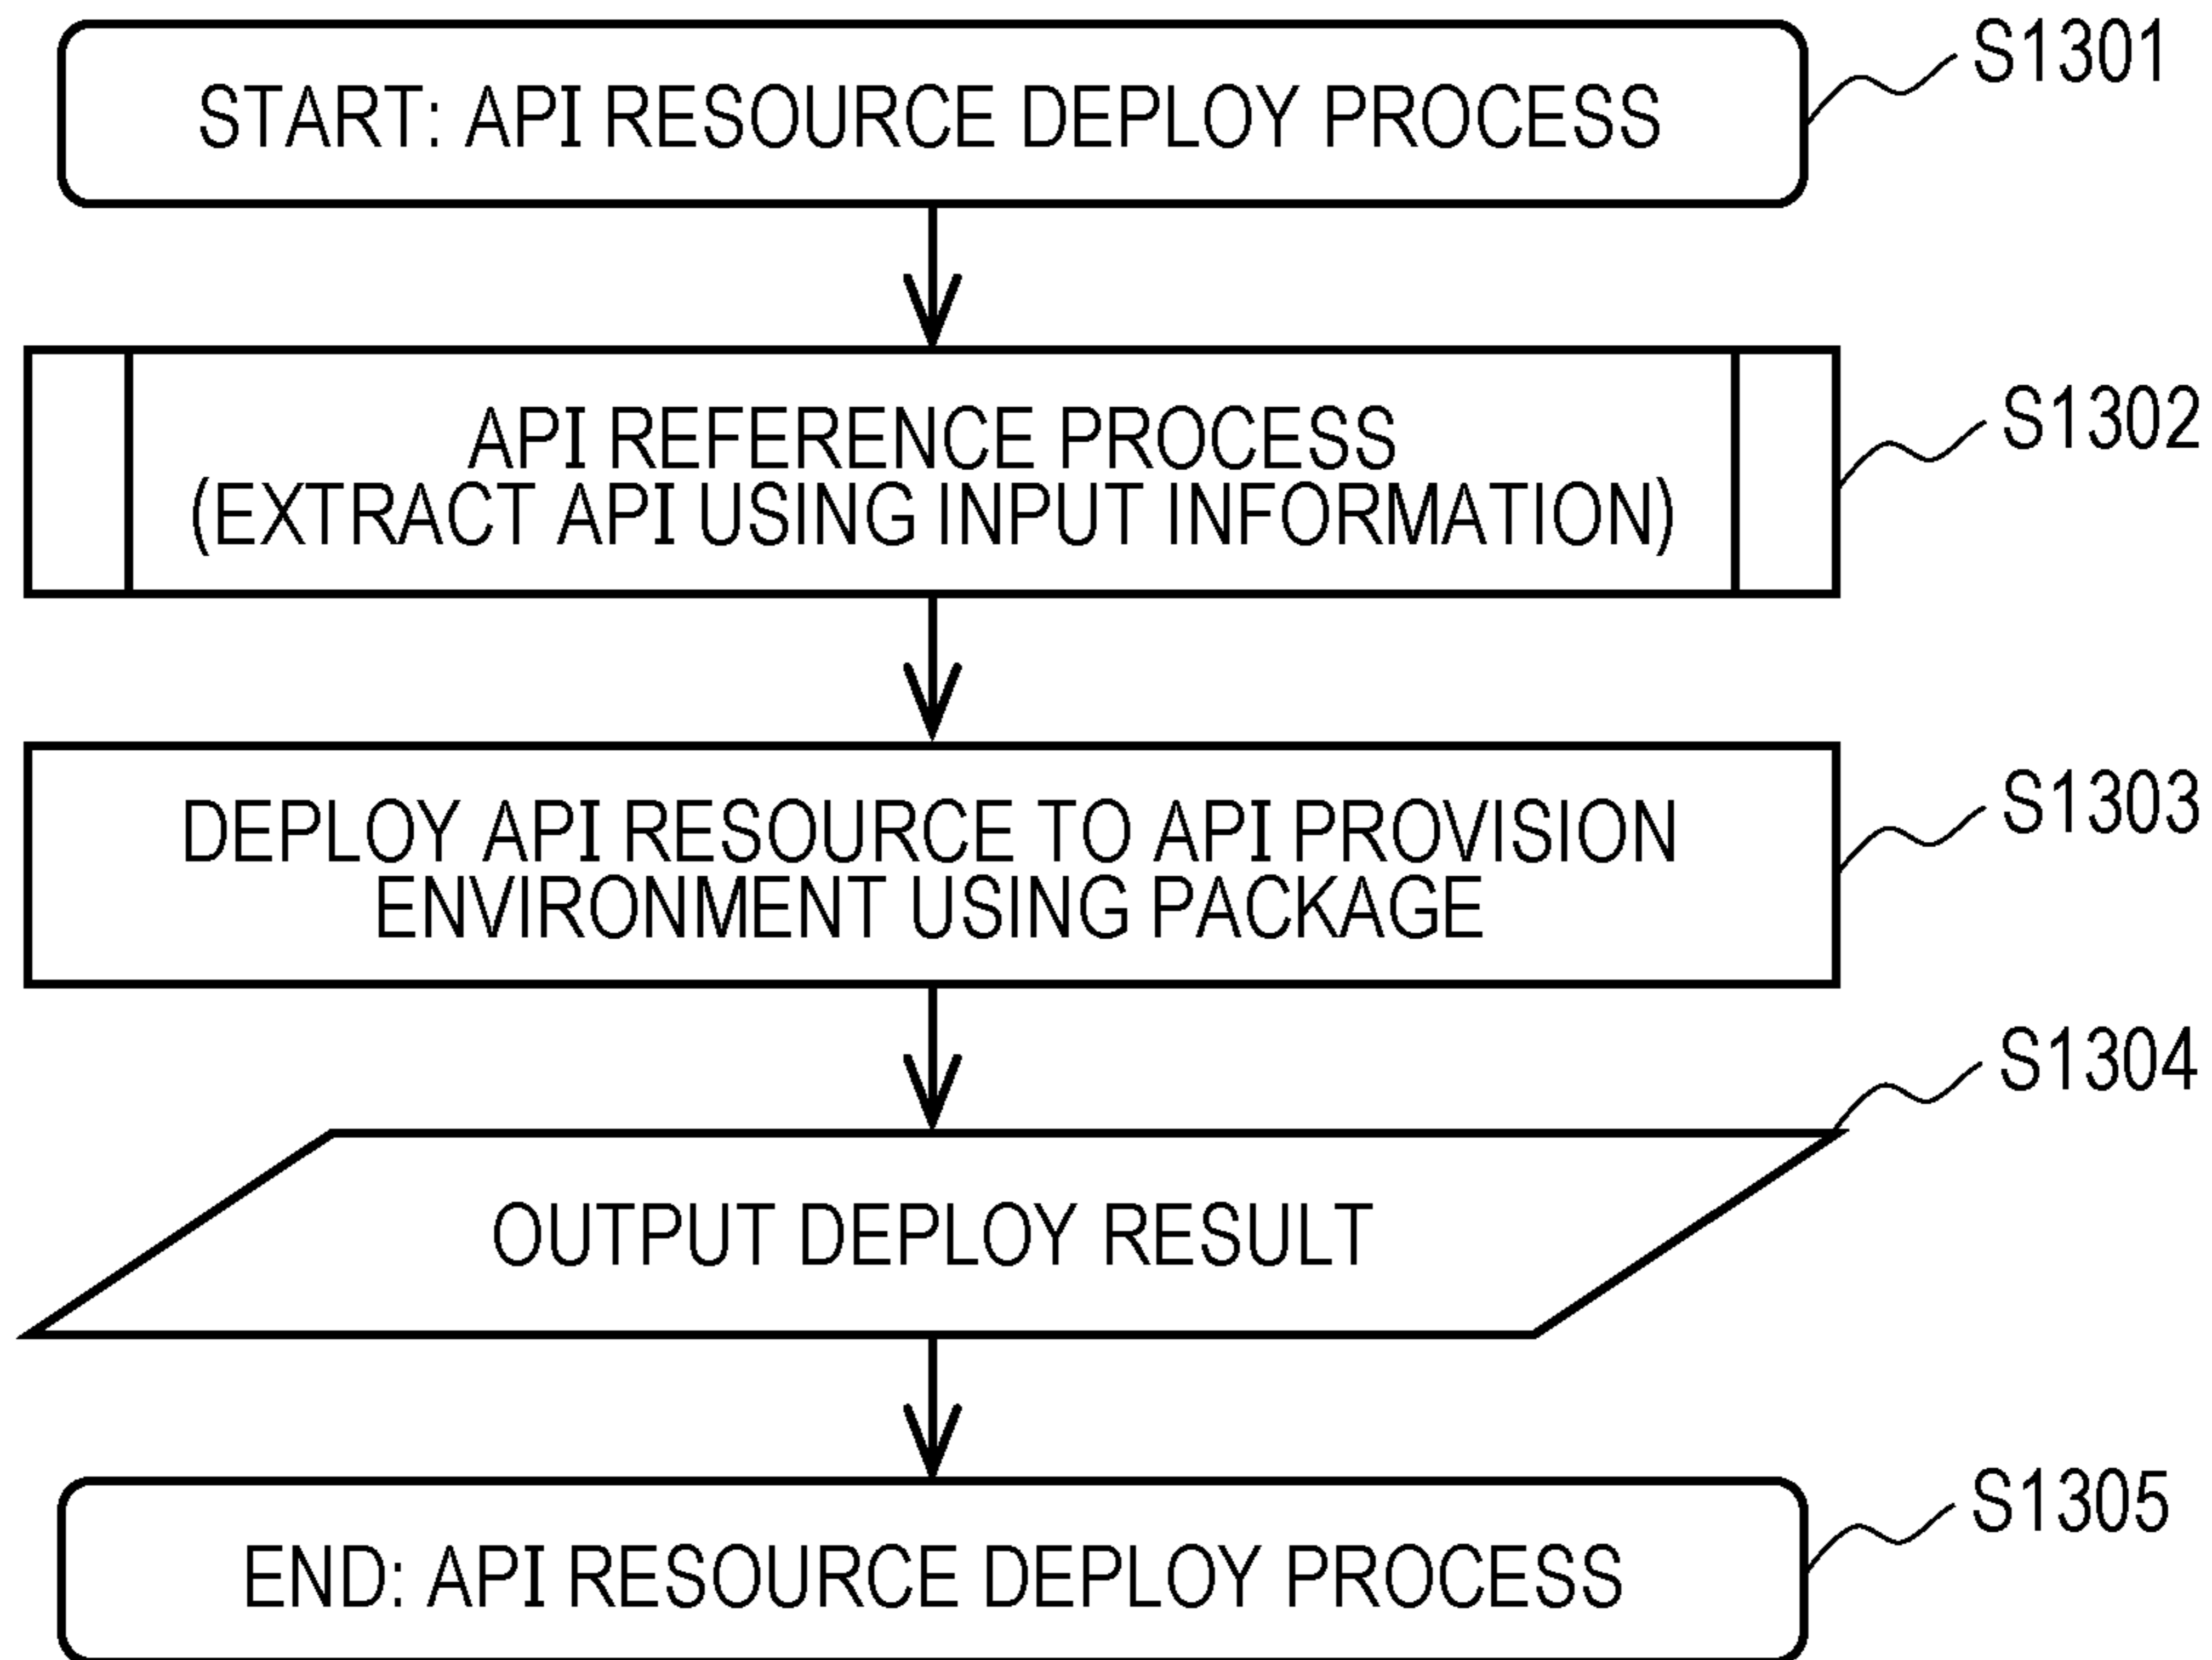 START: API RESOURCE DEPLOY PROCESS
S1301
API REFERENCE PROCESS
(EXTRACT API USING INPUT INFORMATION)
S1302
DEPLOY API RESOURCE TO API PROVISION
ENVIRONMENT USING PACKAGE
S1303
OUTPUT DEPLOY RESULT
S1304
END: API RESOURCE DEPLOY PROCESS
S1305